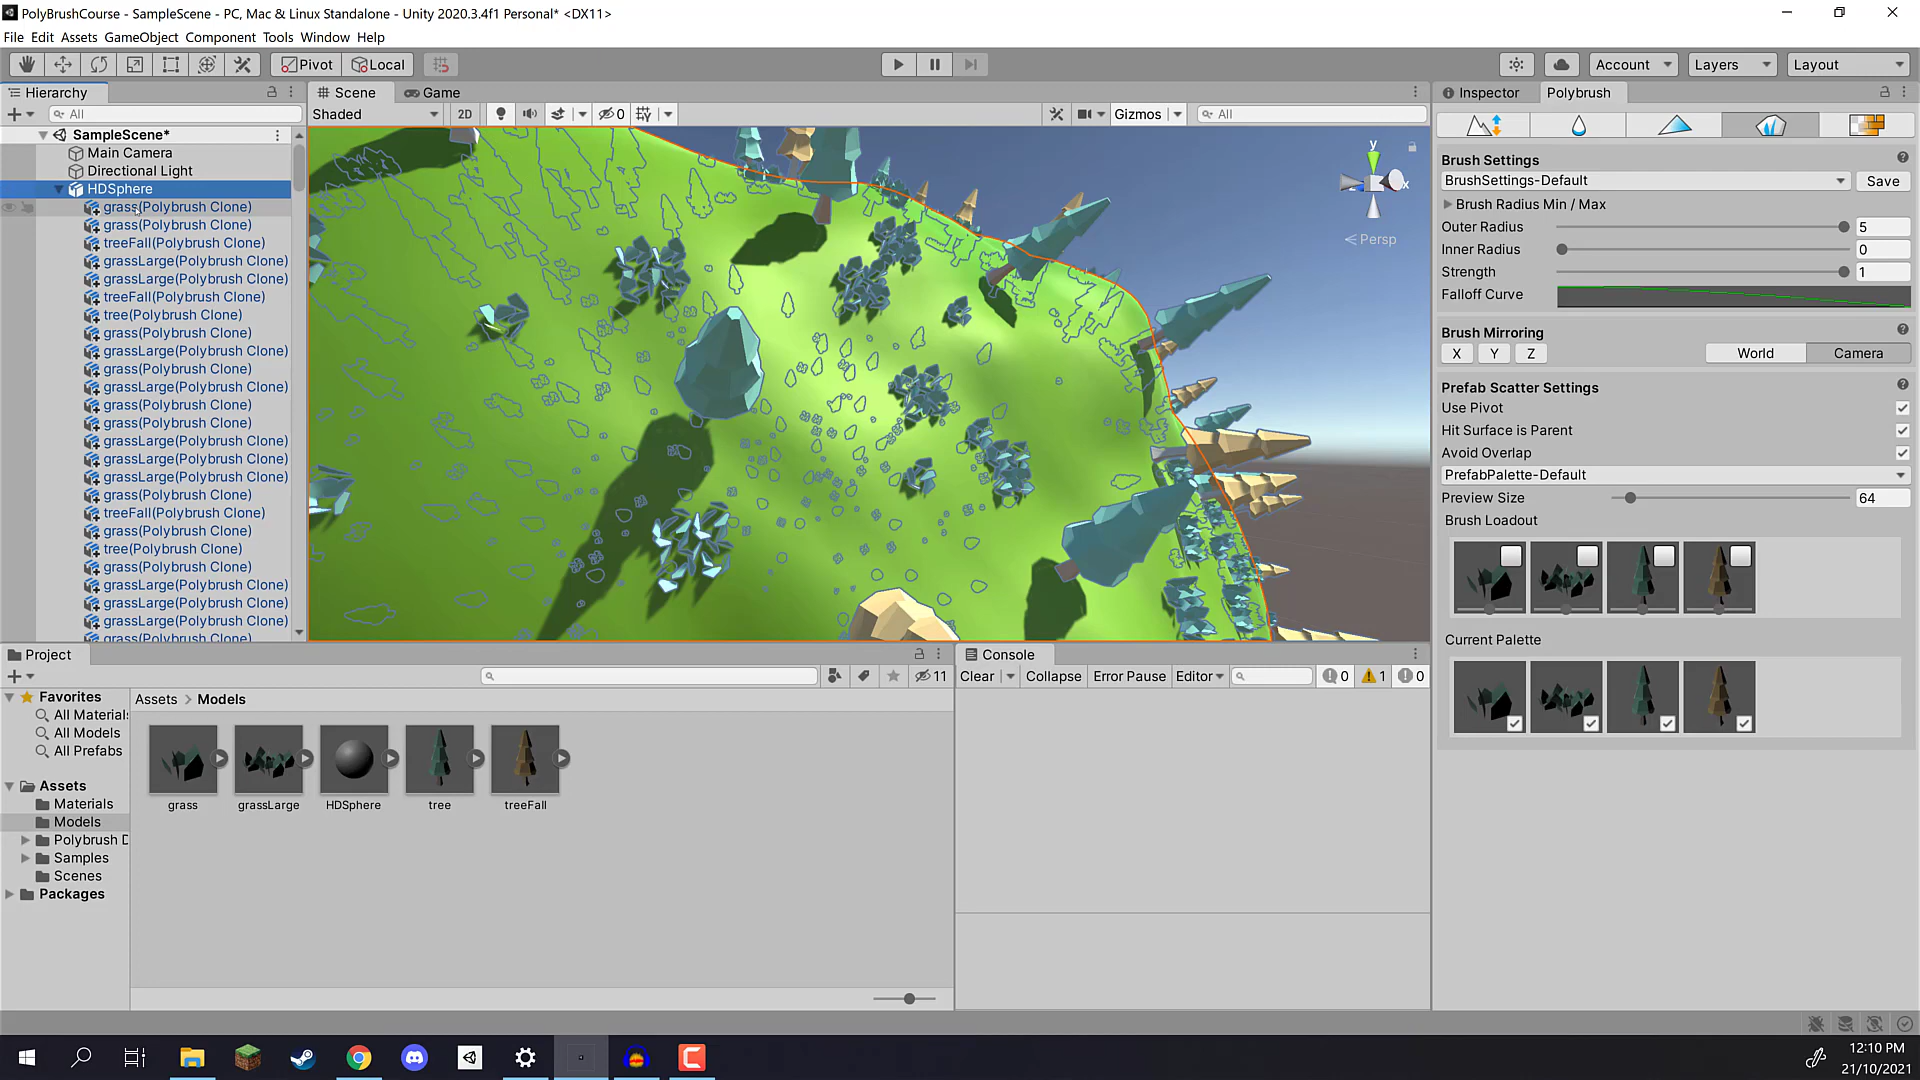 PolyBrushCourse - SampleScene - PC, Mac & Linux Standalone - Unity 2020.3.4f1 Personal* <DX11>
File Edit Assets GameObject Component Tools Window Help
Pivot Local Account Layers Layout
Hierarchy
All
SampleScene*
Main Camera
Directional Light
HDSphere
grass(Polybrush Clone)
grass(Polybrush Clone)
treeFall(Polybrush Clone)
grassLarge(Polybrush Clone)
grassLarge(Polybrush Clone)
treeFall(Polybrush Clone)
tree(Polybrush Clone)
grass(Polybrush Clone)
grassLarge(Polybrush Clone)
grass(Polybrush Clone)
grassLarge(Polybrush Clone)
grass(Polybrush Clone)
grass(Polybrush Clone)
grassLarge(Polybrush Clone)
grassLarge(Polybrush Clone)
grassLarge(Polybrush Clone)
grass(Polybrush Clone)
treeFall(Polybrush Clone)
grass(Polybrush Clone)
tree(Polybrush Clone)
grass(Polybrush Clone)
grassLarge(Polybrush Clone)
grassLarge(Polybrush Clone)
grassLarge(Polybrush Clone)
grass(Polybrush Clone)
Scene Game
Shaded 2D 0 Gizmos All
y
x
Persp
Inspector Polybrush
Brush Settings
BrushSettings-Default Save
Brush Radius Min / Max
Outer Radius 5
Inner Radius 0
Strength 1
Falloff Curve
Brush Mirroring
X Y Z World Camera
Prefab Scatter Settings
Use Pivot
Hit Surface is Parent
Avoid Overlap
PrefabPalette-Default
Preview Size 64
Brush Loadout
Current Palette
Project
11
Favorites
All Materials
All Models
All Prefabs
Assets
Materials
Models
Polybrush D
Samples
Scenes
Packages
Assets > Models
grass grassLarge HDSphere tree treeFall
Console
Clear Collapse Error Pause Editor 0 1 0
12:10 PM
21/10/2021